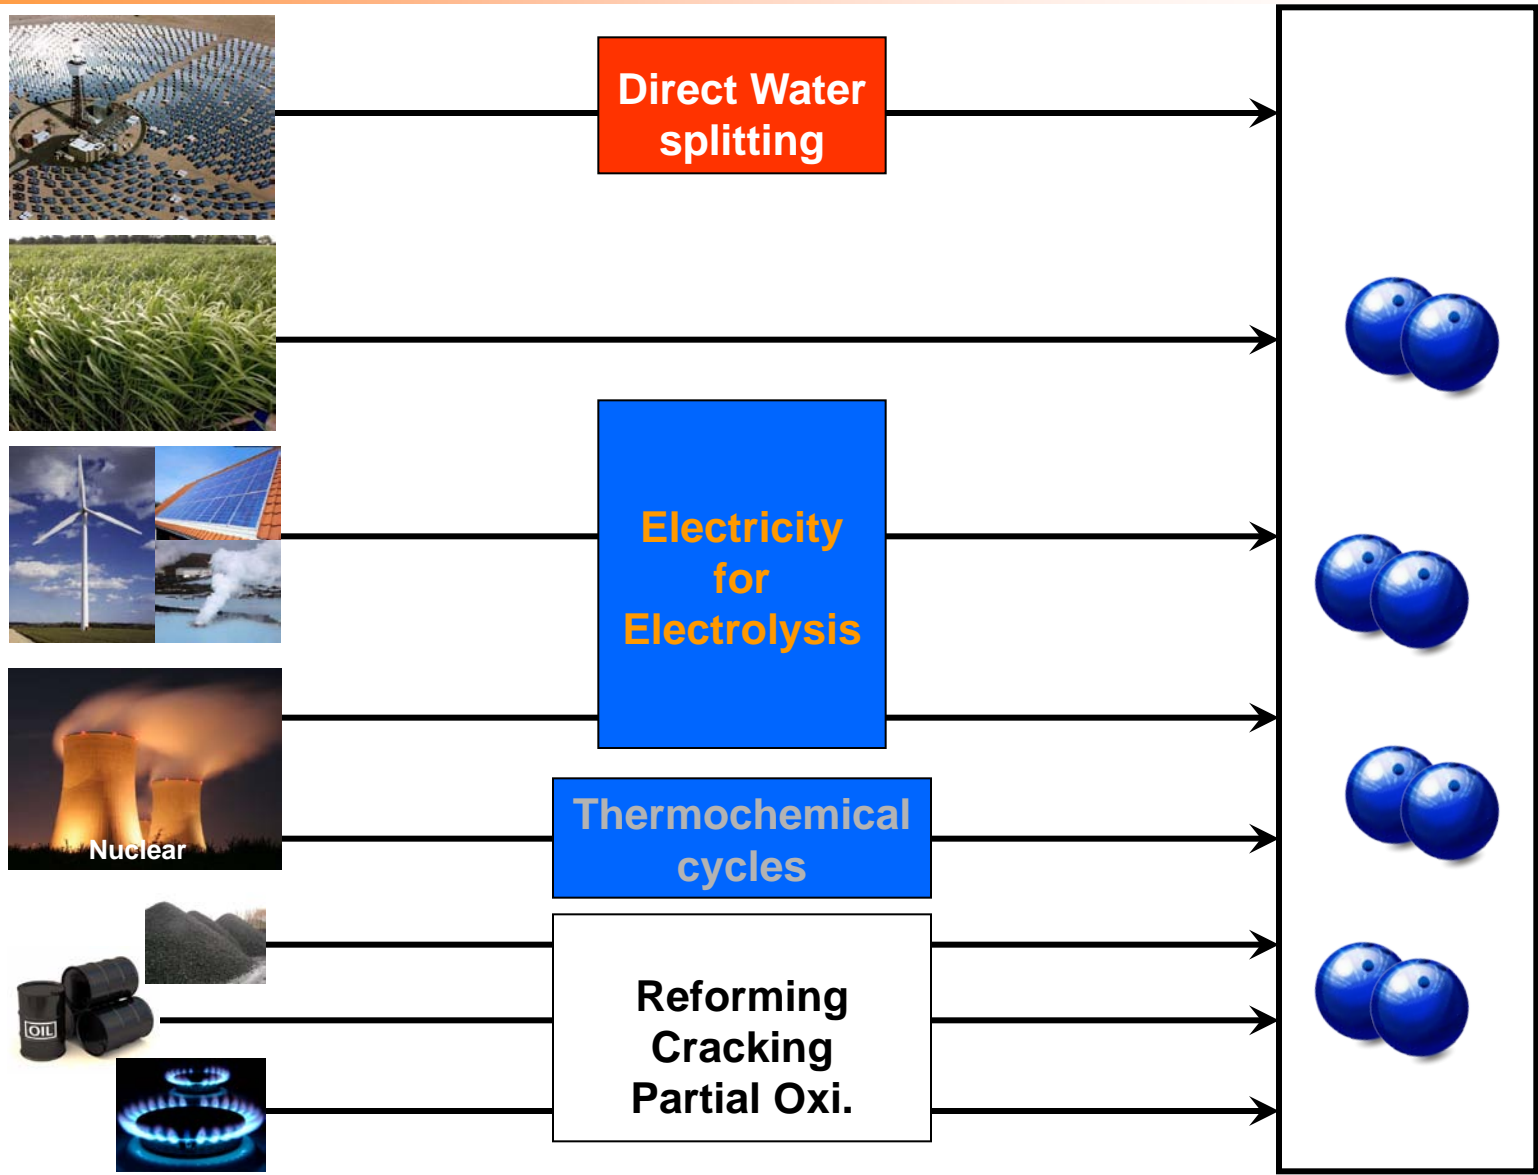 Direct Water
splitting
Electricity
for
Electrolysis
Nuclear
Thermochemical
cycles
OIL
Reforming
Cracking
Partial Oxi.